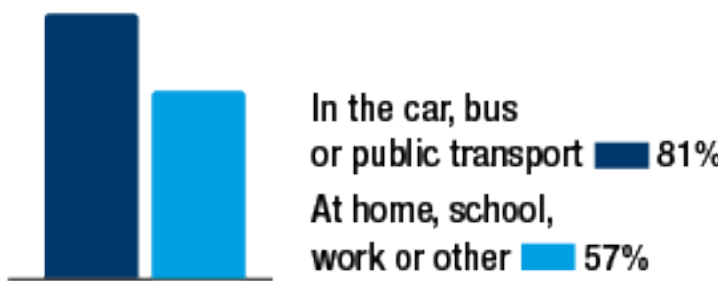 In the car, bus
or public transport 81%
At home, school,
work or other 57%